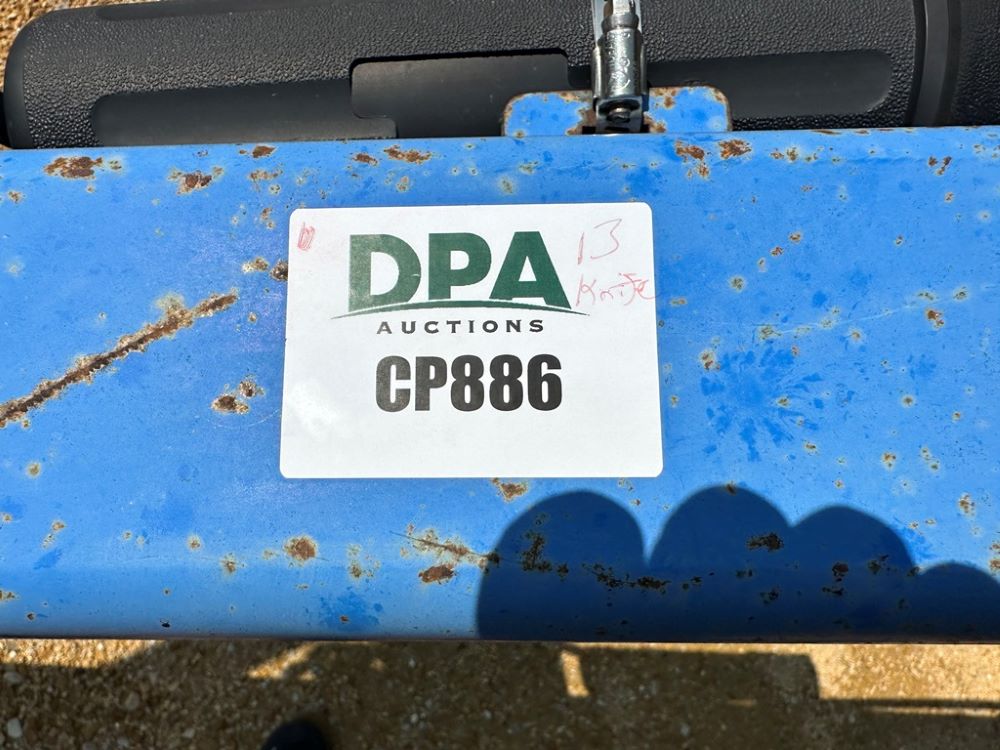 DPA
AUCTIONS
13
Knife
CP886